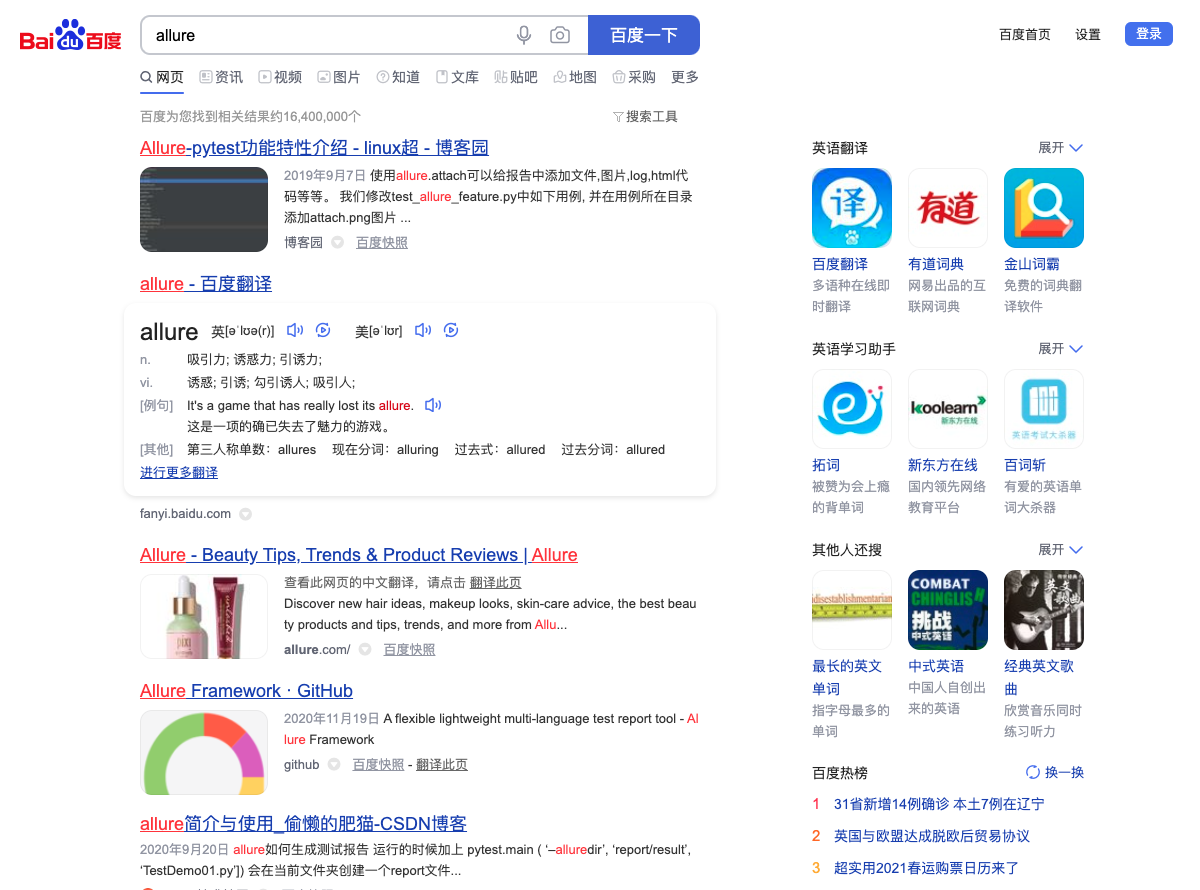 Bai du 百度
allure
百度一下
百度首页 设置 登录
网页 资讯 视频 图片 知道 文库 贴吧 地图 采购 更多
百度为您找到相关结果约16,400,000个
搜索工具
Allure-pytest功能特性介绍 - linux超 - 博客园
2019年9月7日 使用allure.attach可以给报告中添加文件,图片,log,html代
码等等。 我们修改test_allure_feature.py中如下用例, 并在用例所在目录
添加attach.png图片 ...
博客园 百度快照
allure - 百度翻译
allure 英[əˈlʊə(r)] 美[əˈlʊr]
n. 吸引力; 诱惑力; 引诱力;
vi. 诱惑; 引诱; 勾引诱人; 吸引人;
[例句] It's a game that has really lost its allure.
这是一项的确已失去了魅力的游戏。
[其他] 第三人称单数：allures 现在分词：alluring 过去式：allured 过去分词：allured
进行更多翻译
fanyi.baidu.com
Allure - Beauty Tips, Trends & Product Reviews | Allure
查看此网页的中文翻译，请点击 翻译此页
Discover new hair ideas, makeup looks, skin-care advice, the best beau
ty products and tips, trends, and more from Allu...
allure.com/ 百度快照
Allure Framework · GitHub
2020年11月19日 A flexible lightweight multi-language test report tool - Al
lure Framework
github 百度快照 - 翻译此页
allure简介与使用_偷懒的肥猫-CSDN博客
2020年9月20日 allure如何生成测试报告 运行的时候加上 pytest.main ( ‘–alluredir’, ‘report/result’,
‘TestDemo01.py’]) 会在当前文件夹创建一个report文件...
英语翻译 展开
译
有道
百度翻译 有道词典 金山词霸
多语种在线即 网易出品的互 免费的词典翻
时翻译 联网词典 译软件
英语学习助手 展开
koolearn
新东方在线
英语考试大杀器
拓词 新东方在线 百词斩
被赞为会上瘾 国内领先网络 有爱的英语单
的背单词 教育平台 词大杀器
其他人还搜 展开
disestablishmentarian
COMBAT
CHINGLISH
挑战
中式英语
英文
歌曲
最长的英文 中式英语 经典英文歌
单词 中国人自创出 曲
指字母最多的 来的英语 欣赏音乐同时
单词 练习听力
百度热榜 换一换
1 31省新增14例确诊 本土7例在辽宁
2 英国与欧盟达成脱欧后贸易协议
3 超实用2021春运购票日历来了